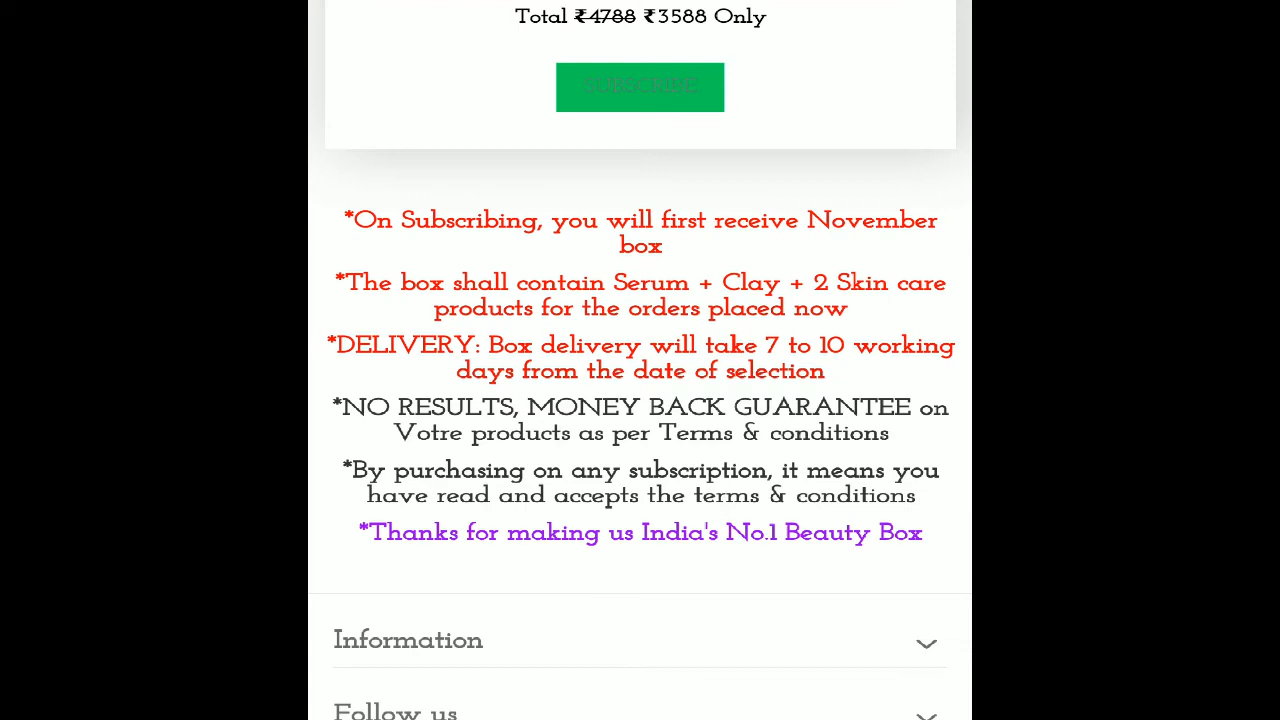 Total ₹4788 ₹3588 Only
SUBSCRIBE
*On Subscribing, you will first receive November
box
*The box shall contain Serum + Clay + 2 Skin care
products for the orders placed now
*DELIVERY: Box delivery will take 7 to 10 working
days from the date of selection
*NO RESULTS, MONEY BACK GUARANTEE on
Votre products as per Terms & conditions
*By purchasing on any subscription, it means you
have read and accepts the terms & conditions
*Thanks for making us India's No.1 Beauty Box
Information
Follow us